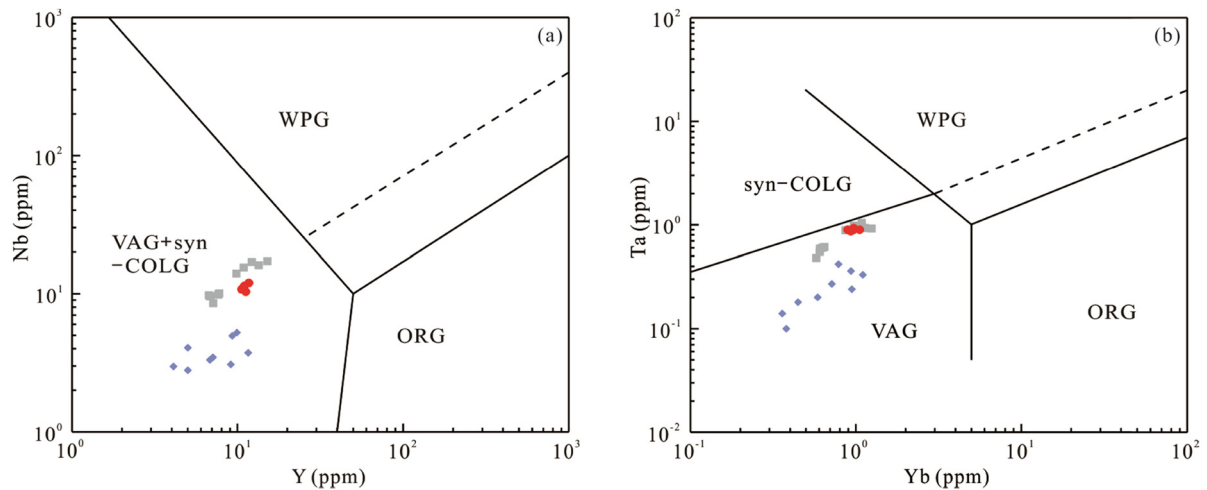 (a)
10³
10²
10¹
10⁰
Nb (ppm)
WPG
VAG+syn
-COLG
ORG
10⁰
10¹
10²
10³
Y (ppm)
(b)
10²
10¹
10⁰
10⁻¹
10⁻²
Ta (ppm)
WPG
syn-COLG
VAG
ORG
10⁻¹
10⁰
10¹
10²
Yb (ppm)